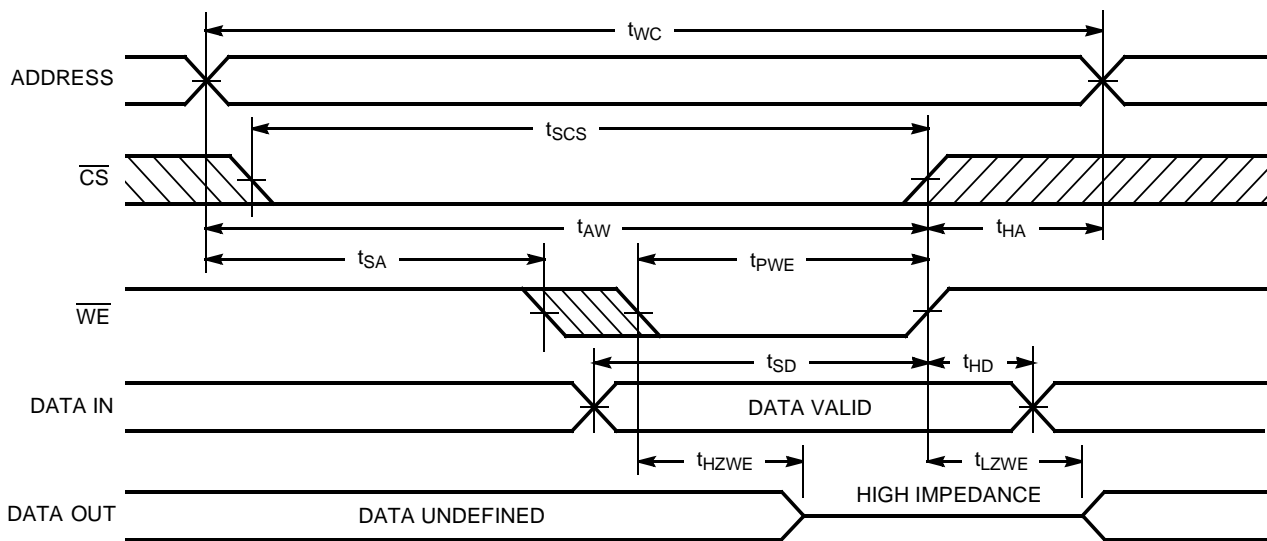 tWC
ADDRESS
tSCS
CS
tAW
tHA
tSA
tPWE
WE
tSD
tHD
DATA IN
DATA VALID
tHZWE
tLZWE
HIGH IMPEDANCE
DATA OUT
DATA UNDEFINED